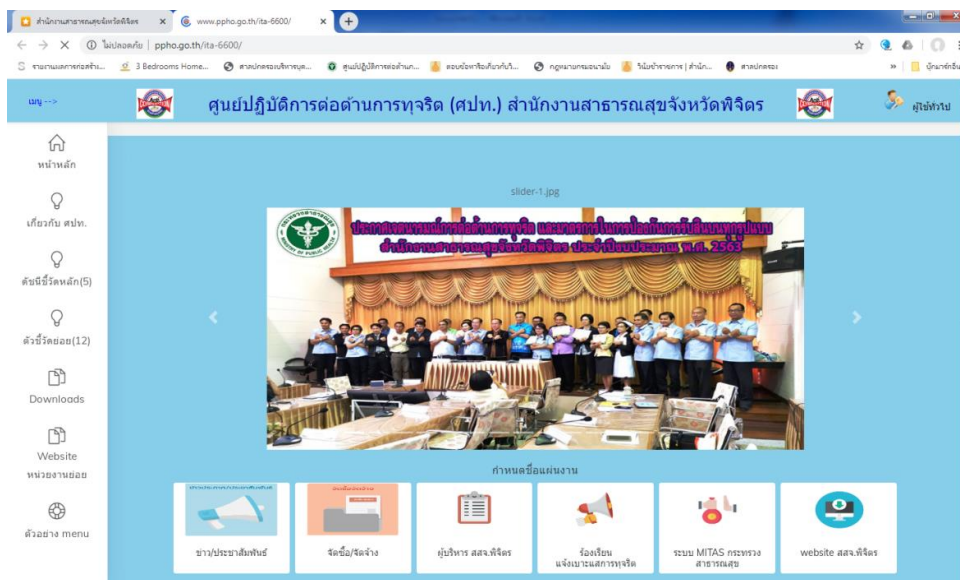 สำนักงานสาธารณสุขจังหวัดพิจิตร
www.ppho.go.th/ita-6600/
ไม่ปลอดภัย | ppho.go.th/ita-6600/
3 Bedrooms Home...
ศาลปกครอง
เมนู -->
ศูนย์ปฏิบัติการต่อต้านการทุจริต (ศปท.) สำนักงานสาธารณสุขจังหวัดพิจิตร
ผู้ใช้ทั่วไป
หน้าหลัก
เกี่ยวกับ ศปท.
ดัชนีชี้วัดหลัก(5)
ตัวชี้วัดย่อย(12)
Downloads
Website
หน่วยงานย่อย
ตัวอย่าง menu
slider-1.jpg
ประกาศเจตนารมณ์การต่อต้านการทุจริต และมาตรการในการป้องกันการรับสินบนทุกรูปแบบ
สำนักงานสาธารณสุขจังหวัดพิจิตร ประจำปีงบประมาณ พ.ศ. 2563
กำหนดชื่อแผ่นงาน
ข่าว/ประชาสัมพันธ์
จัดซื้อ/จัดจ้าง
ผู้บริหาร สสจ.พิจิตร
ร้องเรียน
แจ้งเบาะแสการทุจริต
ระบบ MITAS กระทรวง
สาธารณสุข
website สสจ.พิจิตร